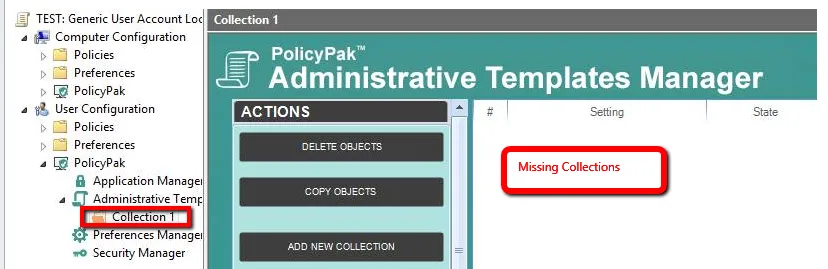 TEST: Generic User Account Loc
Computer Configuration
Policies
Preferences
PolicyPak
User Configuration
Policies
Preferences
PolicyPak
Application Manager
Administrative Temp
Collection 1
Preferences Manager
Security Manager
Collection 1
PolicyPak™
Administrative Templates Manager
ACTIONS
DELETE OBJECTS
COPY OBJECTS
ADD NEW COLLECTION
# Setting State
Missing Collections